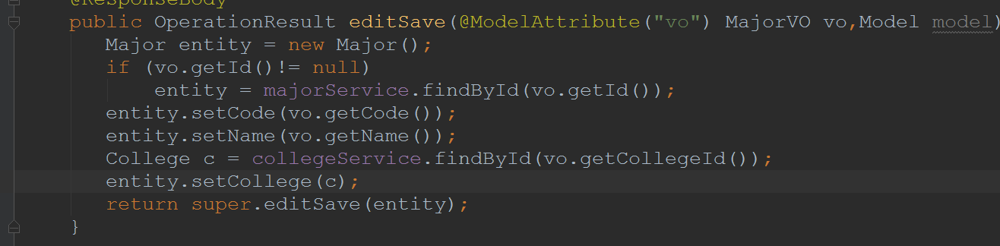 @ResponseBody
public OperationResult editSave(@ModelAttribute("vo") MajorVO vo,Model model)
Major entity = new Major();
if (vo.getId()!= null)
entity = majorService.findById(vo.getId());
entity.setCode(vo.getCode());
entity.setName(vo.getName());
College c = collegeService.findById(vo.getCollegeId());
entity.setCollege(c);
return super.editSave(entity);
}